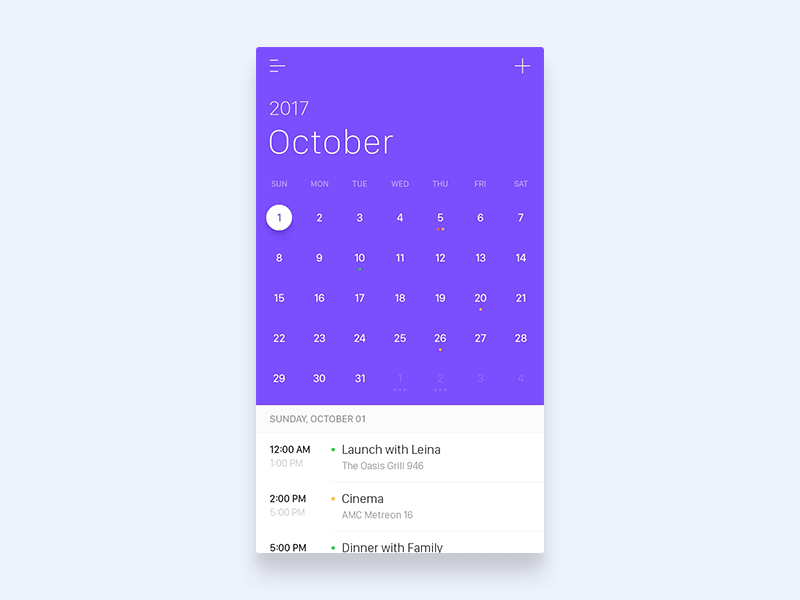 2017
October
SUN MON TUE WED THU FRI SAT
1 2 3 4 5 6 7
8 9 10 11 12 13 14
15 16 17 18 19 20 21
22 23 24 25 26 27 28
29 30 31 1 2 3 4
SUNDAY, OCTOBER 01
12:00 AM Launch with Leina
1:00 PM The Oasis Grill 946
2:00 PM Cinema
5:00 PM AMC Metreon 16
5:00 PM Dinner with Family